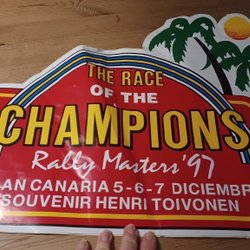 THE RACE
OF THE
CHAMPIONS
Rally Masters '97
AN CANARIA 5-6-7 DICIEMBR
SOUVENIR HENRI TOIVONEN